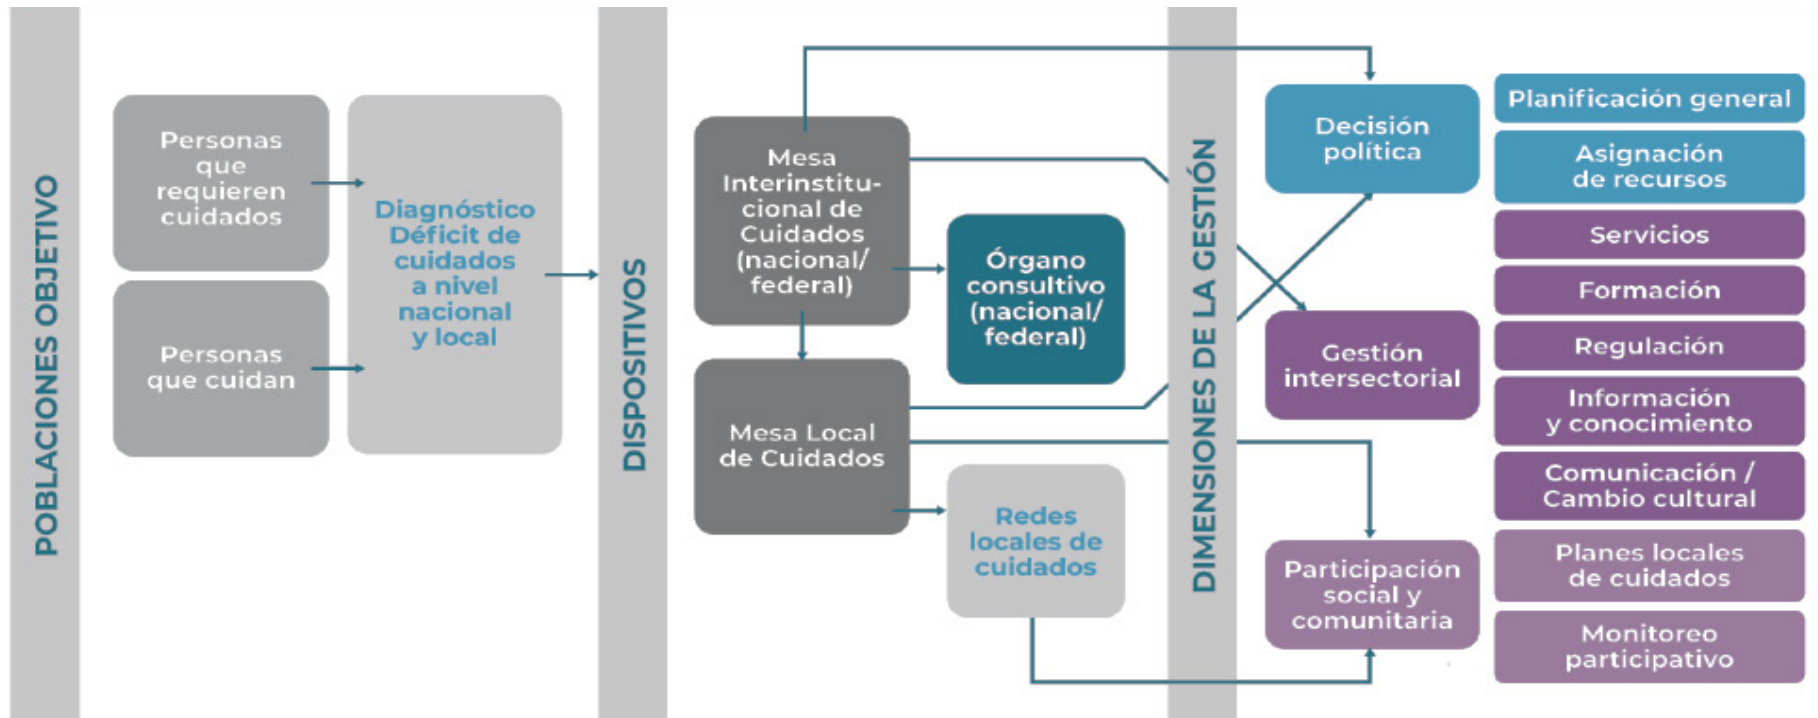 POBLACIONES OBJETIVO
Personas
que
requieren
cuidados
Personas
que cuidan
Diagnóstico
Déficit de
cuidados
a nivel
nacional
y local
DISPOSITIVOS
Mesa
Interinstitu-
cional de
Cuidados
(nacional/
federal)
Órgano
consultivo
(nacional/
federal)
Mesa Local
de Cuidados
Redes
locales de
cuidados
DIMENSIONES DE LA GESTIÓN
Decisión
política
Gestión
intersectorial
Participación
social y
comunitaria
Planificación general
Asignación
de recursos
Servicios
Formación
Regulación
Información
y conocimiento
Comunicación /
Cambio cultural
Planes locales
de cuidados
Monitoreo
participativo